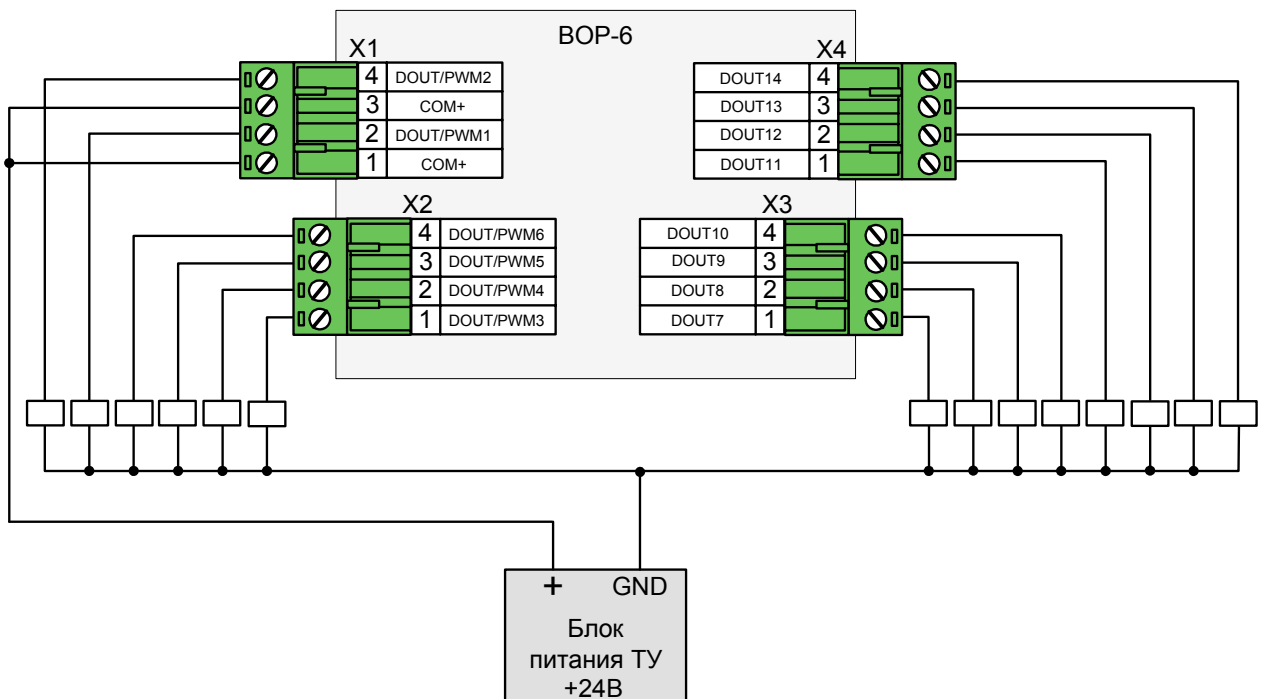 BOP-6
X1
4 DOUT/PWM2
3 COM+
2 DOUT/PWM1
1 COM+
X4
DOUT14 4
DOUT13 3
DOUT12 2
DOUT11 1
X2
4 DOUT/PWM6
3 DOUT/PWM5
2 DOUT/PWM4
1 DOUT/PWM3
X3
DOUT10 4
DOUT9 3
DOUT8 2
DOUT7 1
+ GND
Блок
питания ТУ
+24В